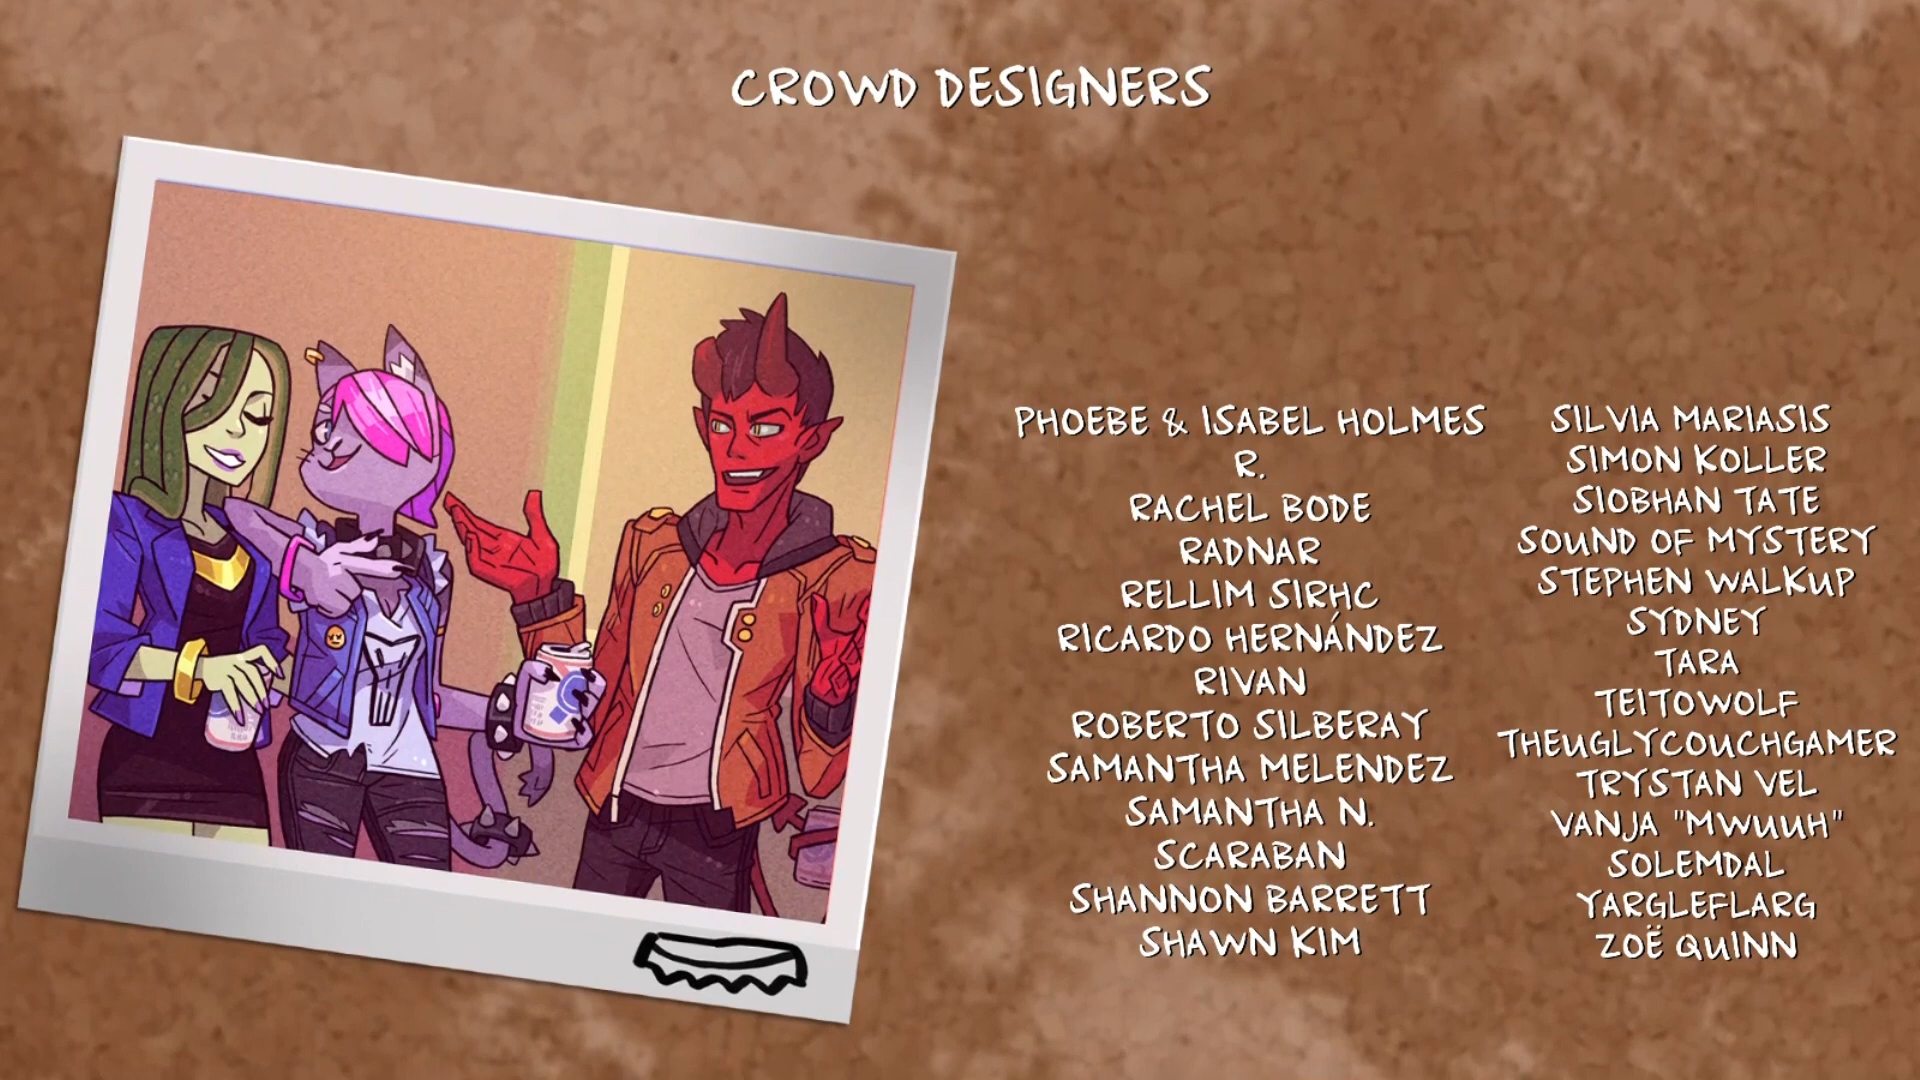 CROWD DESIGNERS
PHOEBE & ISABEL HOLMES
R.
RACHEL BODE
RADNAR
RELLIM SIRHC
RICARDO HERNÁNDEZ
RIVAN
ROBERTO SILBERAY
SAMANTHA MELENDEZ
SAMANTHA N.
SCARABAN
SHANNON BARRETT
SHAWN KIM
SILVIA MARIASIS
SIMON KOLLER
SIOBHAN TATE
SOUND OF MYSTERY
STEPHEN WALKUP
SYDNEY
TARA
TEITOWOLF
THEUGLYCOUCHGAMER
TRYSTAN VEL
VANJA "MWUUH"
SOLEMDAL
YARGLEFLARG
ZOË QUINN